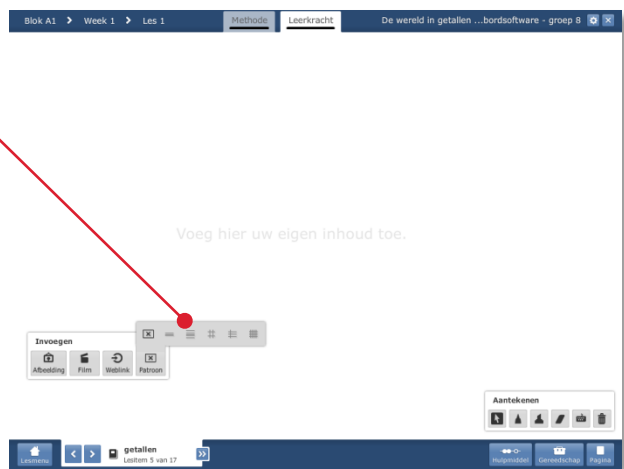 Blok A1 > Week 1 > Les 1
Methode
Leerkracht
De wereld in getallen ...bordsoftware - groep 8
Voeg hier uw eigen inhoud toe.
Invoegen
Afbeelding
Film
Weblink
Patroon
Aantekenen
Lesmenu
getallen
Lesitem 5 van 17
Hulpmiddel
Gereedschap
Pagina